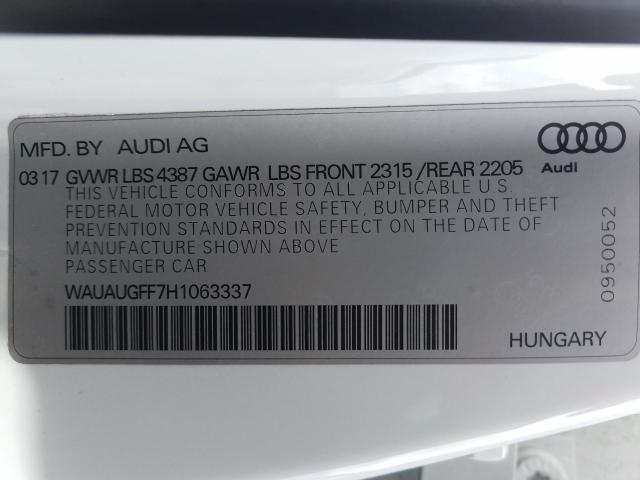 MFD. BY AUDI AG
Audi
03 17 GVWR LBS 4387 GAWR LBS FRONT 2315 /REAR 2205
THIS VEHICLE CONFORMS TO ALL APPLICABLE U.S.
FEDERAL MOTOR VEHICLE SAFETY, BUMPER AND THEFT
PREVENTION STANDARDS IN EFFECT ON THE DATE OF
MANUFACTURE SHOWN ABOVE
PASSENGER CAR
WAUAUGFF7H1063337
HUNGARY
0950052